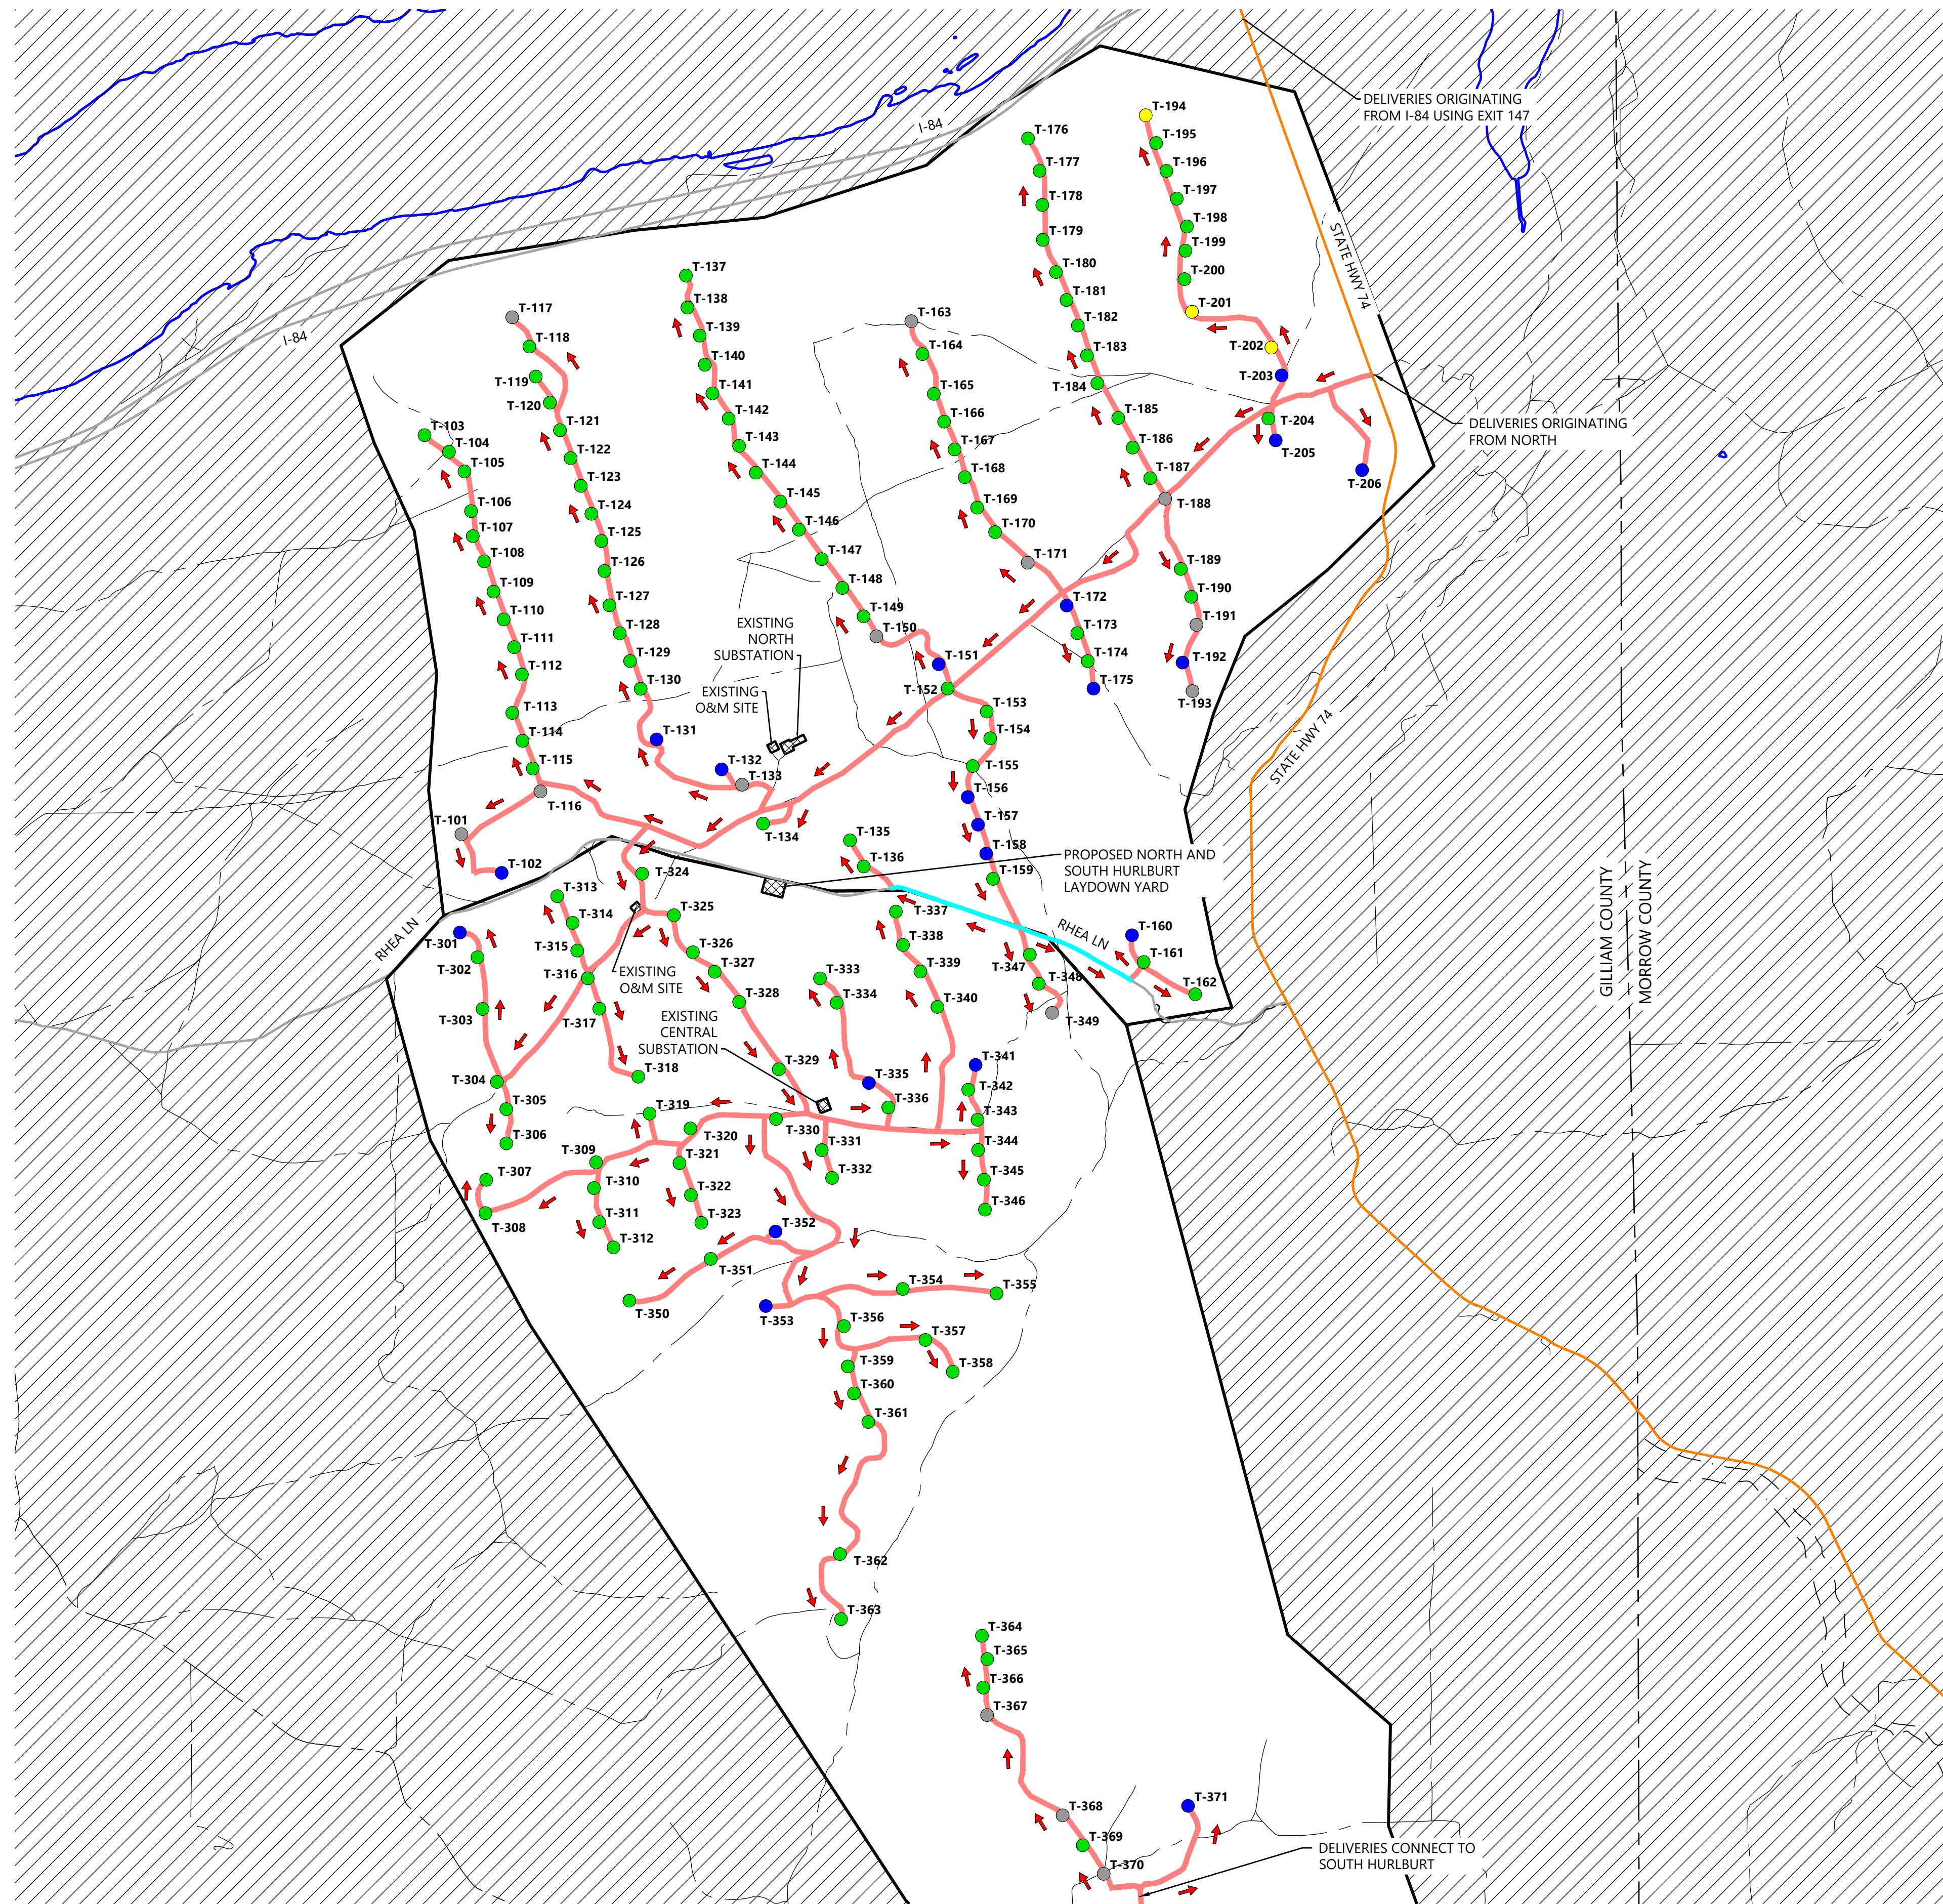 I-84
DELIVERIES ORIGINATING
FROM I-84 USING EXIT 147
T-194
T-176
T-195
T-177
T-196
T-178
T-197
T-198
T-179
T-199
STATE HWY 74
T-180
T-200
T-137
T-181
T-201
T-138
T-117
T-163
T-182
I-84
T-118
T-139
T-164
T-183
T-202
T-140
T-119
T-184
T-203
T-141
T-165
T-120
T-142
T-166
T-185
T-204
DELIVERIES ORIGINATING
FROM NORTH
T-103
T-121
T-104
T-143
T-167
T-186
T-205
T-105
T-122
T-144
T-168
T-187
T-206
T-123
T-145
T-169
T-188
T-106
T-124
T-146
T-170
T-107
T-125
T-108
T-147
T-171
T-189
T-126
T-109
T-148
T-190
T-110
T-127
T-149
T-172
T-191
T-128
T-150
EXISTING
NORTH
SUBSTATION
T-173
T-111
T-129
T-151
T-174
T-192
T-112
T-130
T-152
T-175
T-193
EXISTING
O&M SITE
T-113
T-153
T-114
T-131
T-154
STATE HWY 74
T-115
T-132
T-155
T-133
T-156
T-116
T-101
T-134
T-157
T-135
T-158
T-102
T-136
T-159
PROPOSED NORTH AND
SOUTH HURLBURT
LAYDOWN YARD
T-324
T-313
T-314
T-325
T-337
RHEA LN
T-160
RHEA LN
T-301
T-315
T-326
T-338
T-161
T-302
T-316
T-327
T-339
T-347
T-348
T-162
GILLIAM COUNTY
MORROW COUNTY
EXISTING
O&M SITE
T-333
T-303
T-317
T-328
T-334
T-340
T-349
EXISTING
CENTRAL
SUBSTATION
T-304
T-318
T-329
T-335
T-341
T-305
T-336
T-342
T-319
T-343
T-306
T-320
T-330
T-309
T-321
T-331
T-344
T-307
T-310
T-322
T-332
T-345
T-308
T-311
T-323
T-346
T-312
T-352
T-351
T-350
T-353
T-354
T-355
T-356
T-357
T-359
T-358
T-360
T-361
T-362
T-363
T-364
T-365
T-366
T-367
T-368
T-371
T-369
T-370
DELIVERIES CONNECT TO
SOUTH HURLBURT